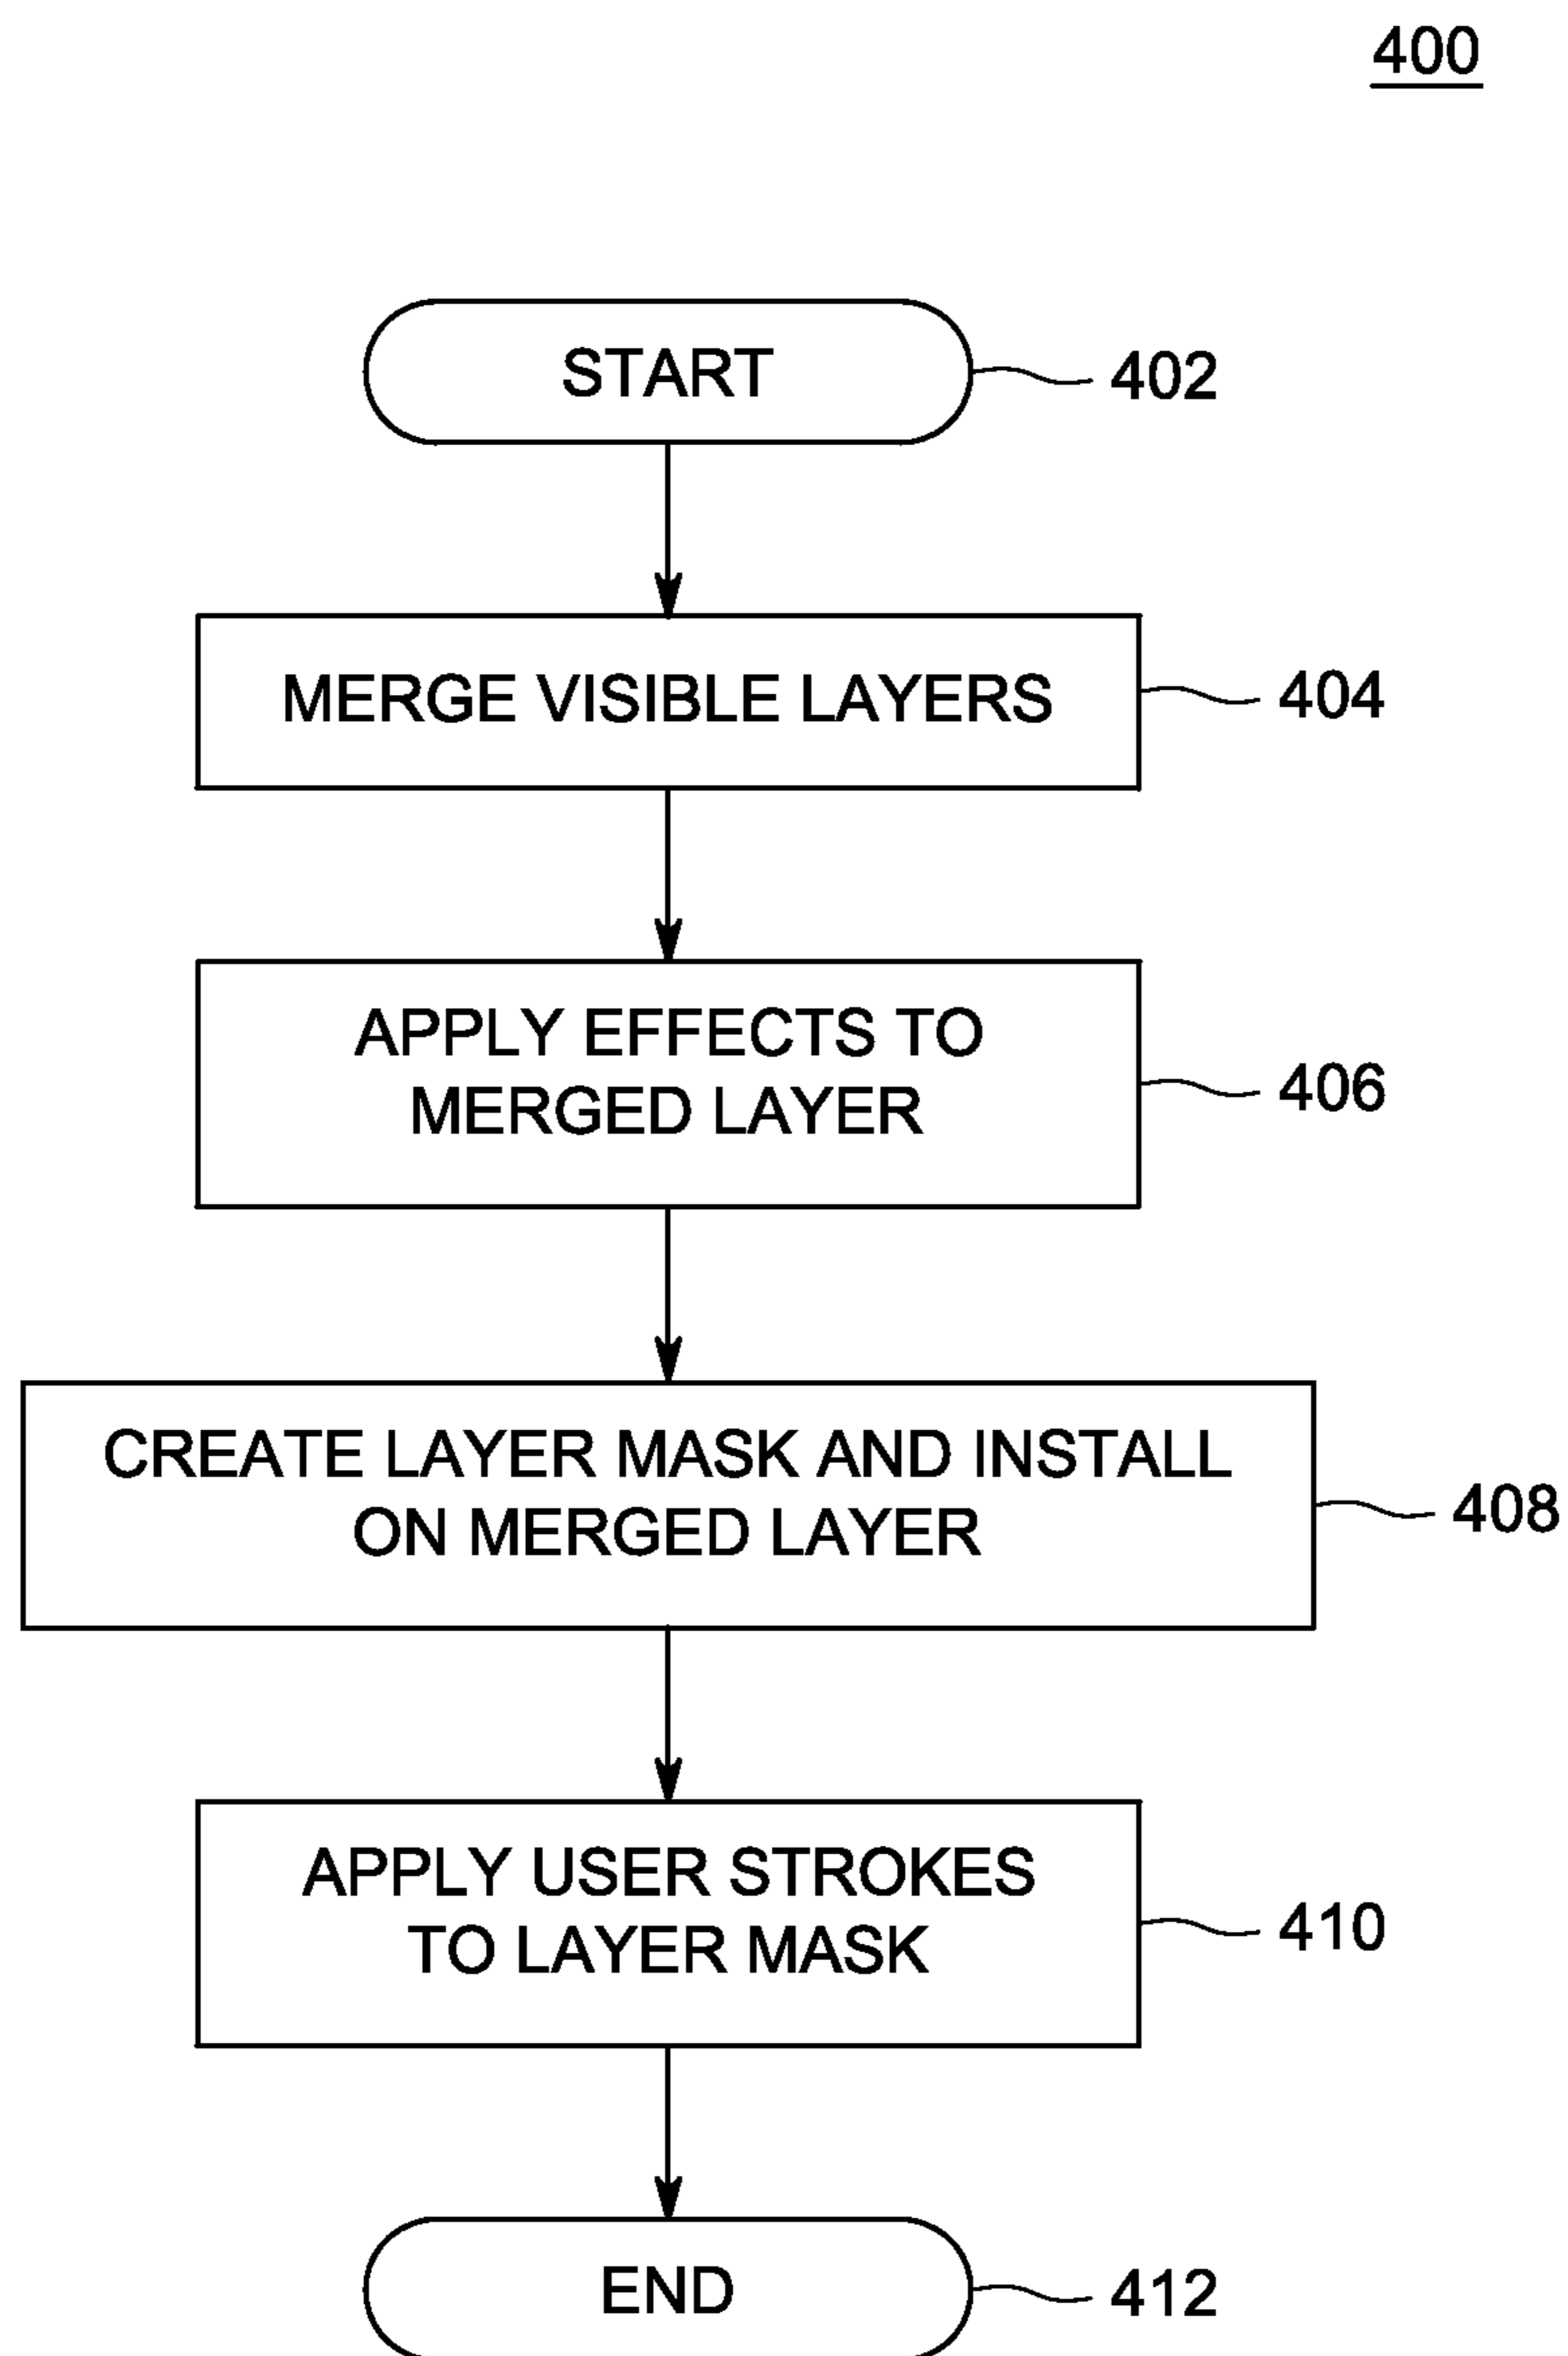 400
START
402
MERGE VISIBLE LAYERS
404
APPLY EFFECTS TO
MERGED LAYER
406
CREATE LAYER MASK AND INSTALL
ON MERGED LAYER
408
APPLY USER STROKES
TO LAYER MASK
410
END
412